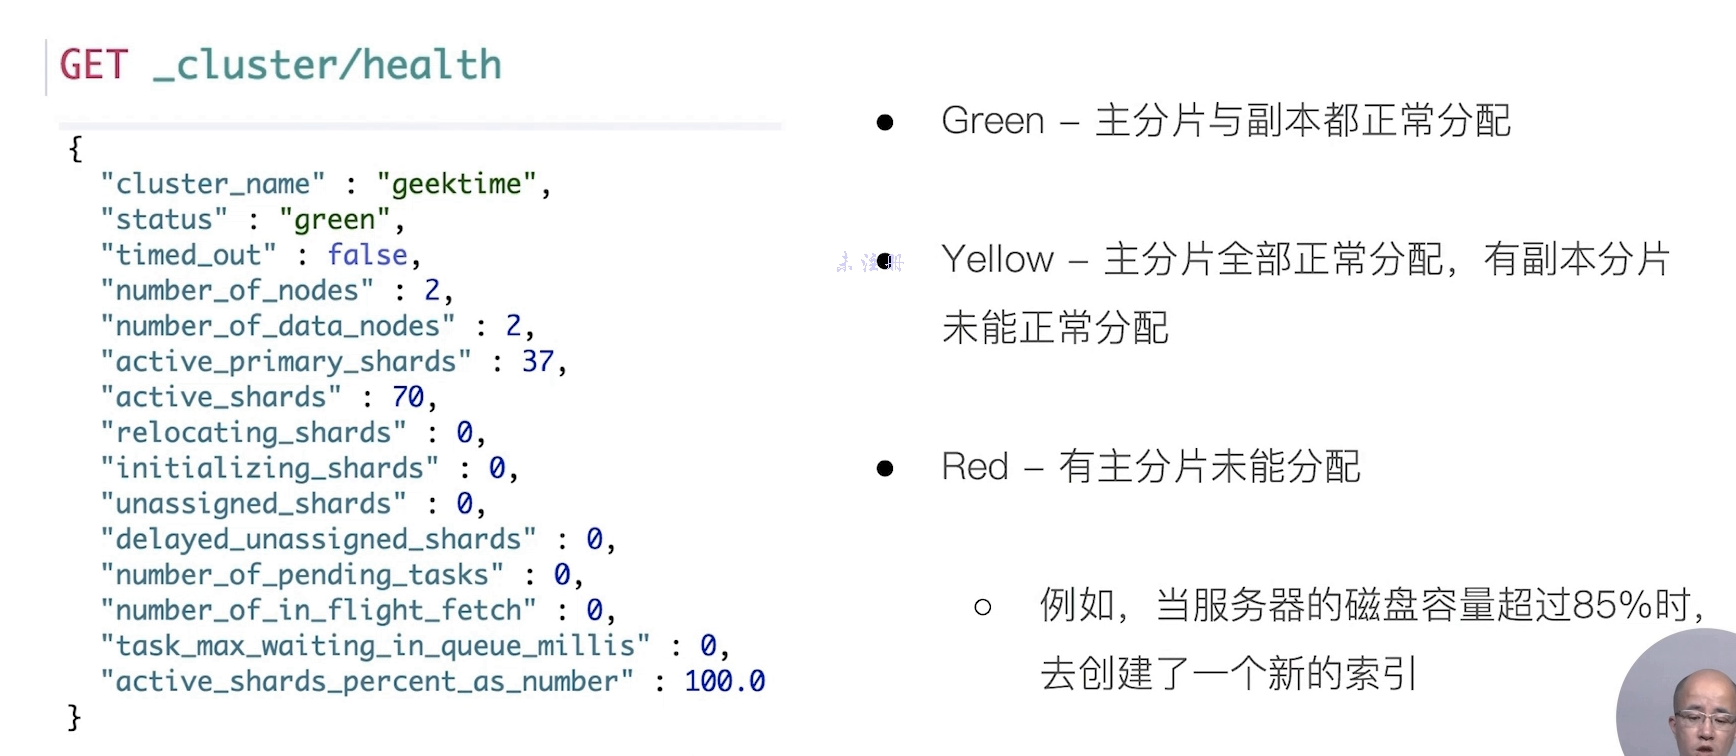 GET _cluster/health
{
"cluster_name" : "geektime",
"status" : "green",
"timed_out" : false,
"number_of_nodes" : 2,
"number_of_data_nodes" : 2,
"active_primary_shards" : 37,
"active_shards" : 70,
"relocating_shards" : 0,
"initializing_shards" : 0,
"unassigned_shards" : 0,
"delayed_unassigned_shards" : 0,
"number_of_pending_tasks" : 0,
"number_of_in_flight_fetch" : 0,
"task_max_waiting_in_queue_millis" : 0,
"active_shards_percent_as_number" : 100.0
}
● Green – 主分片与副本都正常分配
未注册
● Yellow – 主分片全部正常分配，有副本分片
未能正常分配
● Red – 有主分片未能分配
○ 例如，当服务器的磁盘容量超过85%时，
去创建了一个新的索引